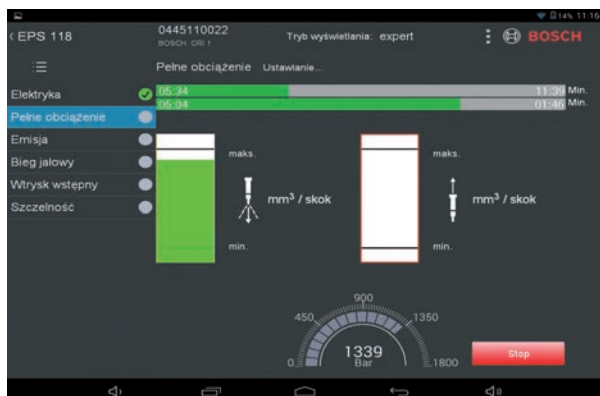 14% 11:16
‹ EPS 118
0445110022
BOSCH CRI 1
Tryb wyświetlania: expert
BOSCH
Pełne obciążenie Ustawianie...
Elektryka
Pełne obciążenie
Emisja
Bieg jałowy
Wtrysk wstępny
Szczelność
05:34 11:39 Min.
05:04 01:46 Min.
maks.
mm³ / skok
min.
maks.
mm³ / skok
min.
0
450
900
1350
1800
1339
Bar
Stop